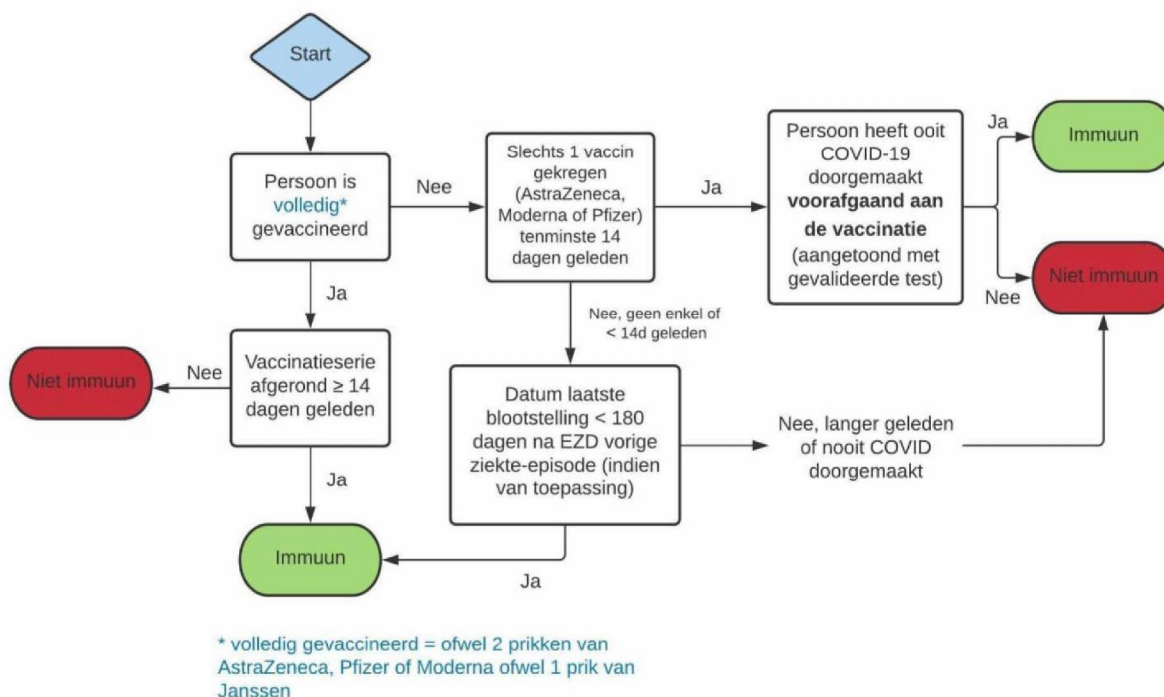 Start
Persoon is
volledig*
gevaccineerd
Nee
Slechts 1 vaccin
gekregen
(AstraZeneca,
Moderna of Pfizer)
tenminste 14
dagen geleden
Ja
Persoon heeft ooit
COVID-19
doorgemaakt
voorafgaand aan
de vaccinatie
(aangetoond met
gevalideerde test)
Ja
Immuun
Nee
Niet immuun
Ja
Nee, geen enkel of
< 14d geleden
Vaccinatieserie
afgerond ≥ 14
dagen geleden
Nee
Niet immuun
Datum laatste
blootstelling < 180
dagen na EZD vorige
ziekte-episode (indien
van toepassing)
Nee, langer geleden
of nooit COVID
doorgemaakt
Ja
Immuun
Ja
* volledig gevaccineerd = ofwel 2 prikken van
AstraZeneca, Pfizer of Moderna ofwel 1 prik van
Janssen